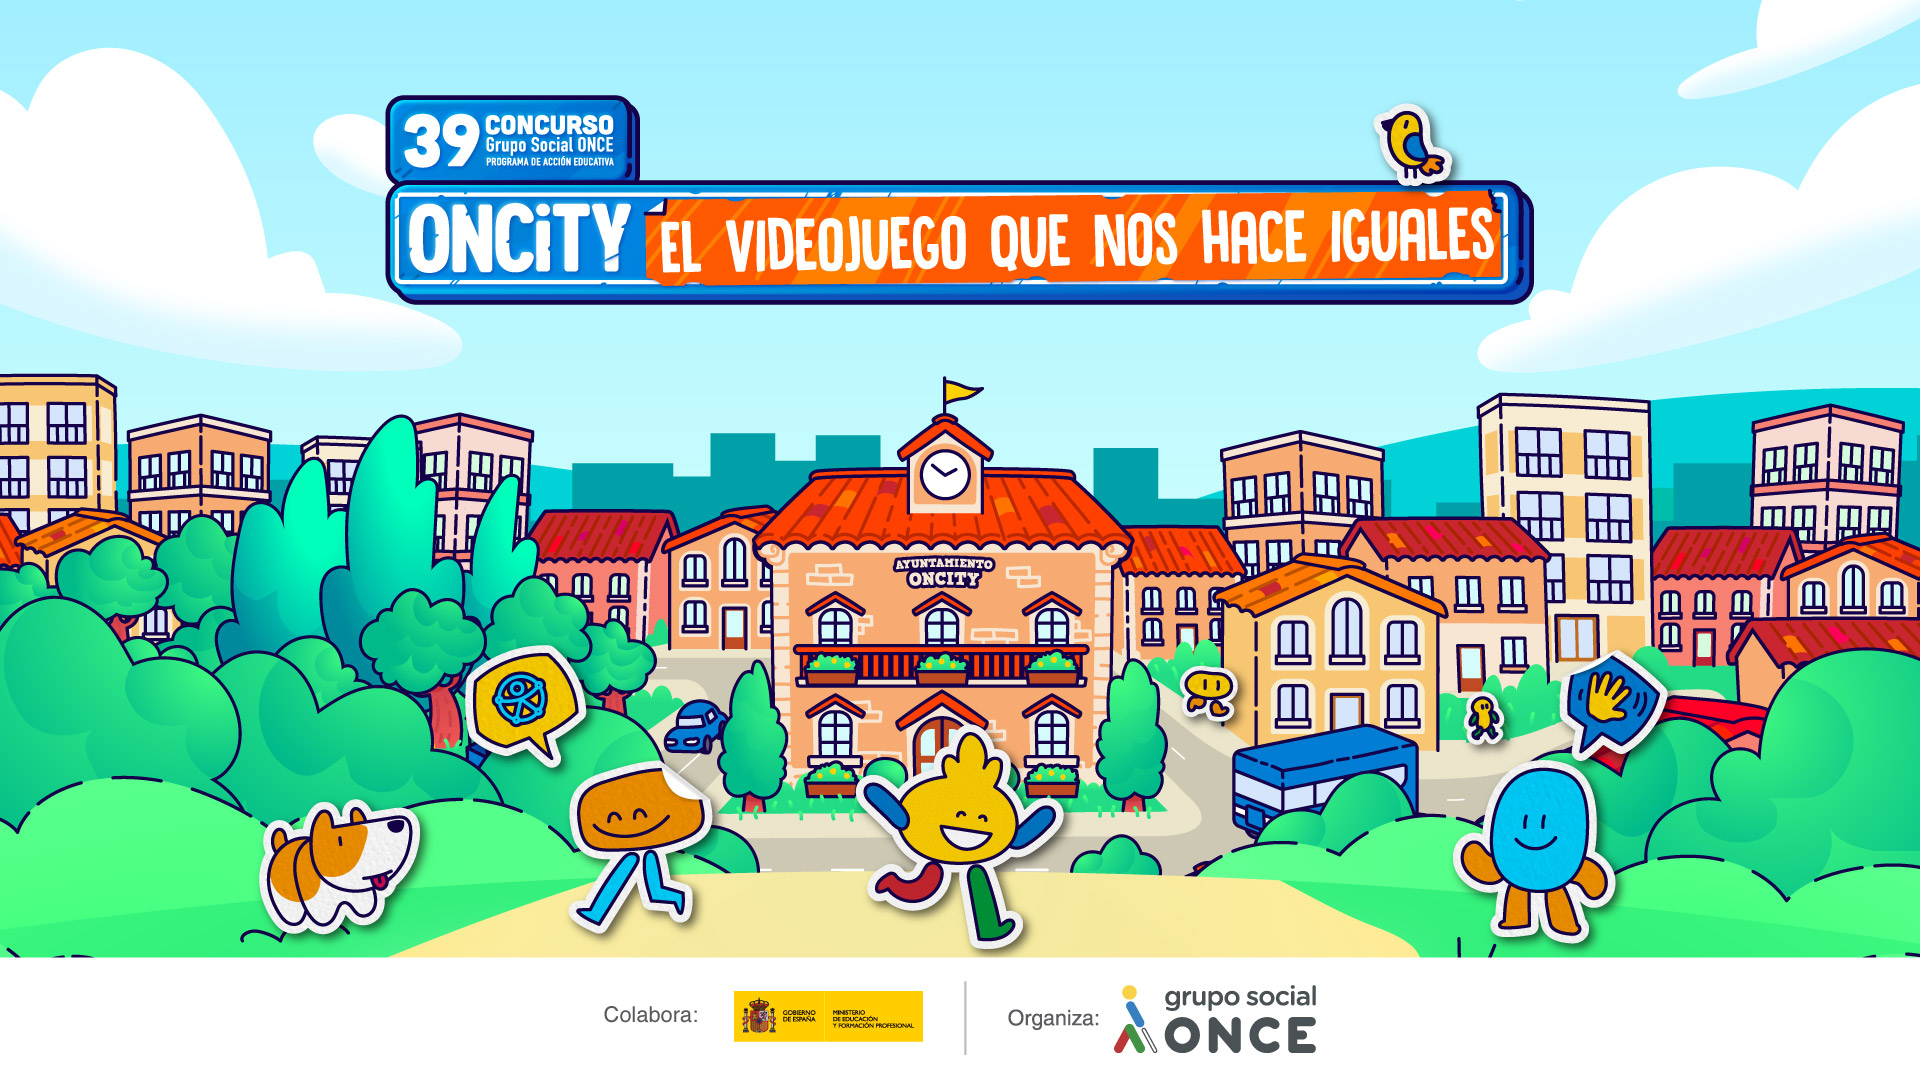 39 CONCURSO
Grupo Social ONCE
PROGRAMA DE ACCIÓN EDUCATIVA
ONCiTY EL VIDEOJUEGO QUE NOS HACE IGUALES
AYUNTAMIENTO
ONCITY
Colabora:
GOBIERNO
DE ESPAÑA
MINISTERIO
DE EDUCACIÓN
Y FORMACIÓN PROFESIONAL
Organiza:
grupo social
ONCE